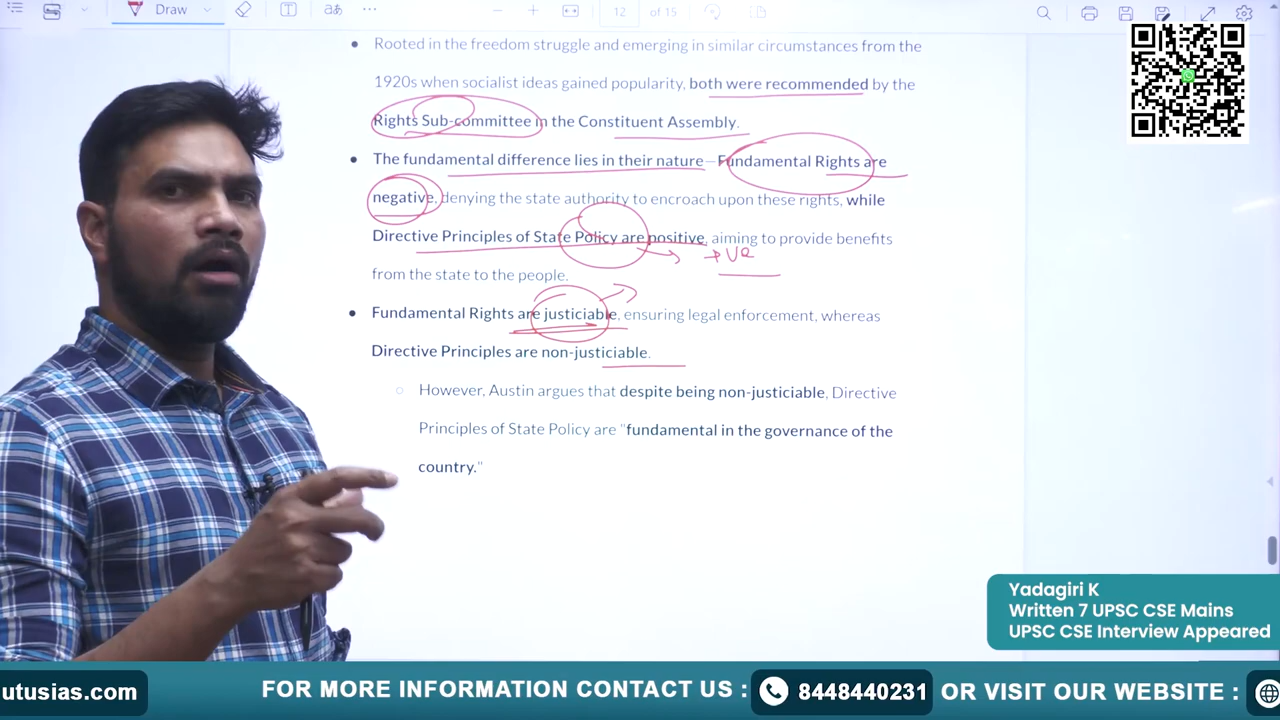 Draw
aあ
12 of 15
Rooted in the freedom struggle and emerging in similar circumstances from the
1920s when socialist ideas gained popularity, both were recommended by the
Rights Sub-committee in the Constituent Assembly.
The fundamental difference lies in their nature—Fundamental Rights are
negative, denying the state authority to encroach upon these rights, while
Directive Principles of State Policy are positive, aiming to provide benefits
+ve
from the state to the people.
Fundamental Rights are justiciable, ensuring legal enforcement, whereas
Directive Principles are non-justiciable.
However, Austin argues that despite being non-justiciable, Directive
Principles of State Policy are "fundamental in the governance of the
country."
Yadagiri K
Written 7 UPSC CSE Mains
UPSC CSE Interview Appeared
utusias.com FOR MORE INFORMATION CONTACT US : 8448440231 OR VISIT OUR WEBSITE :